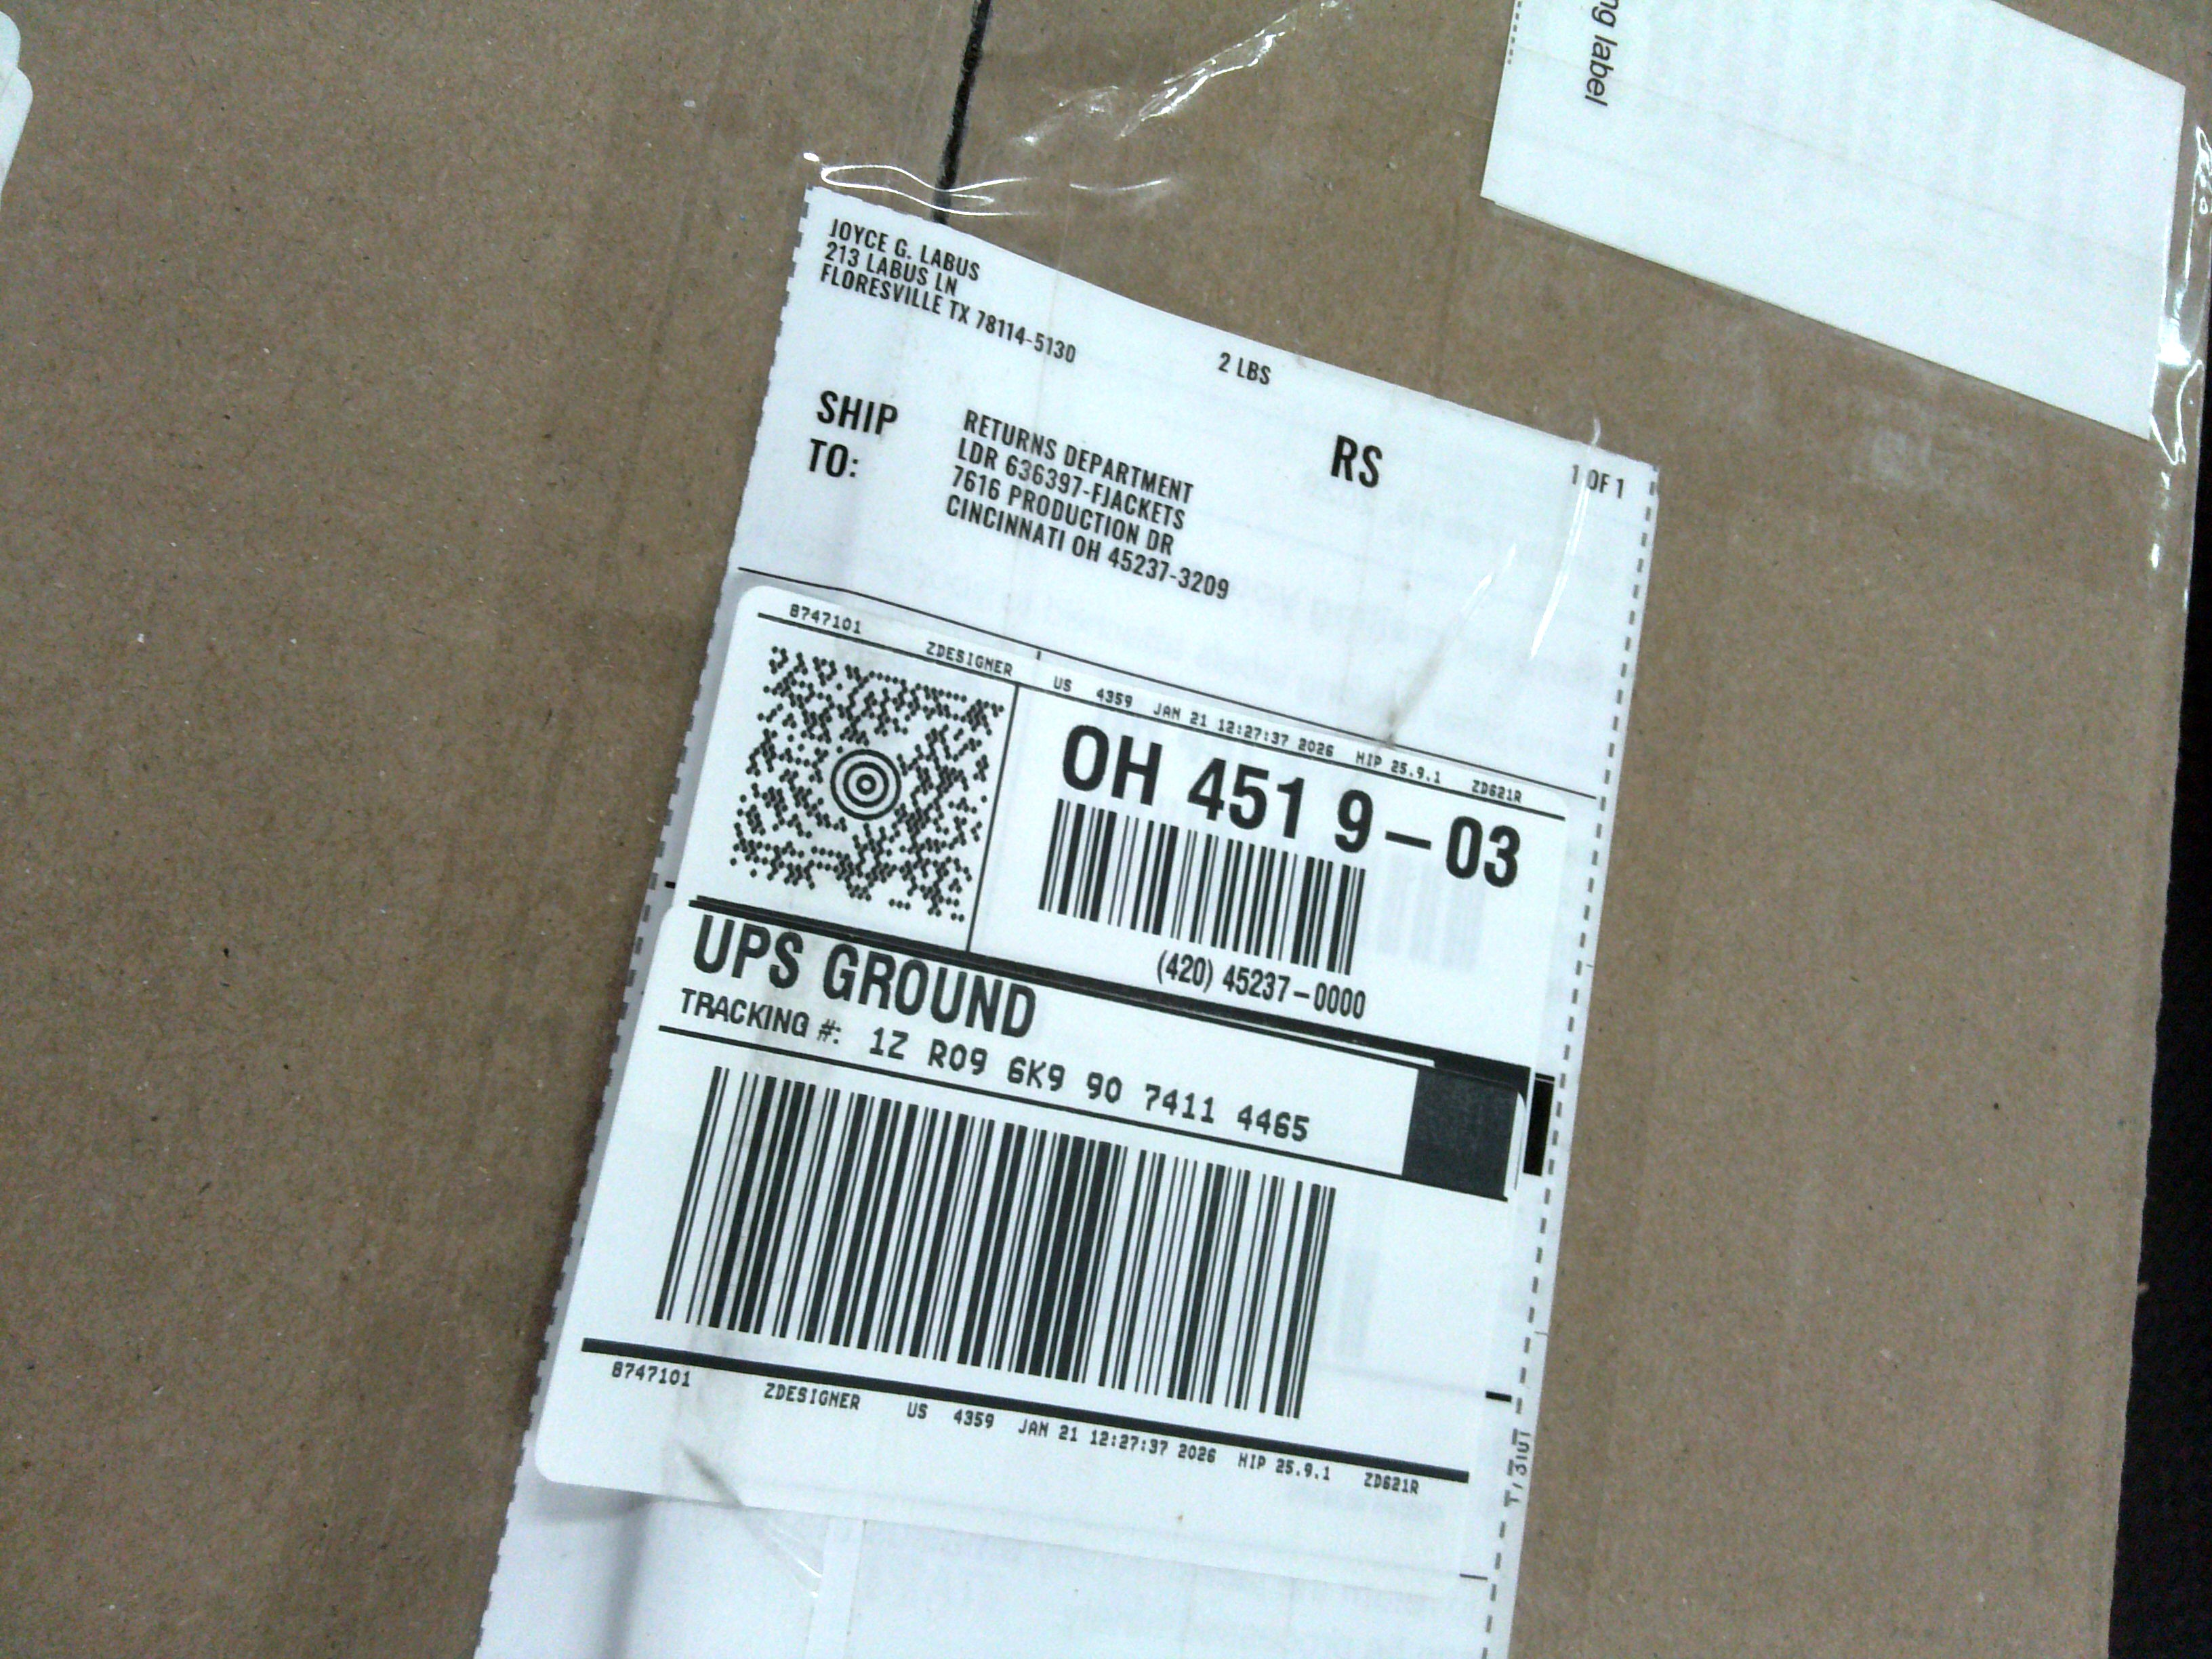 ng label
JOYCE G. LABUS
213 LABUS LN
FLORESVILLE TX 78114-5130
2 LBS
RS
1 OF 1
SHIP
TO:
RETURNS DEPARTMENT
LDR 636397-FJACKETS
7616 PRODUCTION DR
CINCINNATI OH 45237-3209
8747101 ZDESIGNER US 4359 JAN 21 12:27:37 2026 HIP 25.9.1 ZD621R
OH 451 9-03
(420) 45237-0000
UPS GROUND
TRACKING #: 1Z R09 6K9 90 7411 4465
8747101 ZDESIGNER US 4359 JAN 21 12:27:37 2026 HIP 25.9.1 ZD621R